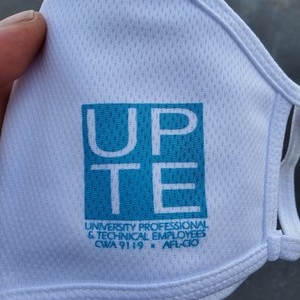 UP
TE
UNIVERSITY PROFESSIONAL
& TECHNICAL EMPLOYEES
CWA 9119 • AFL-CIO